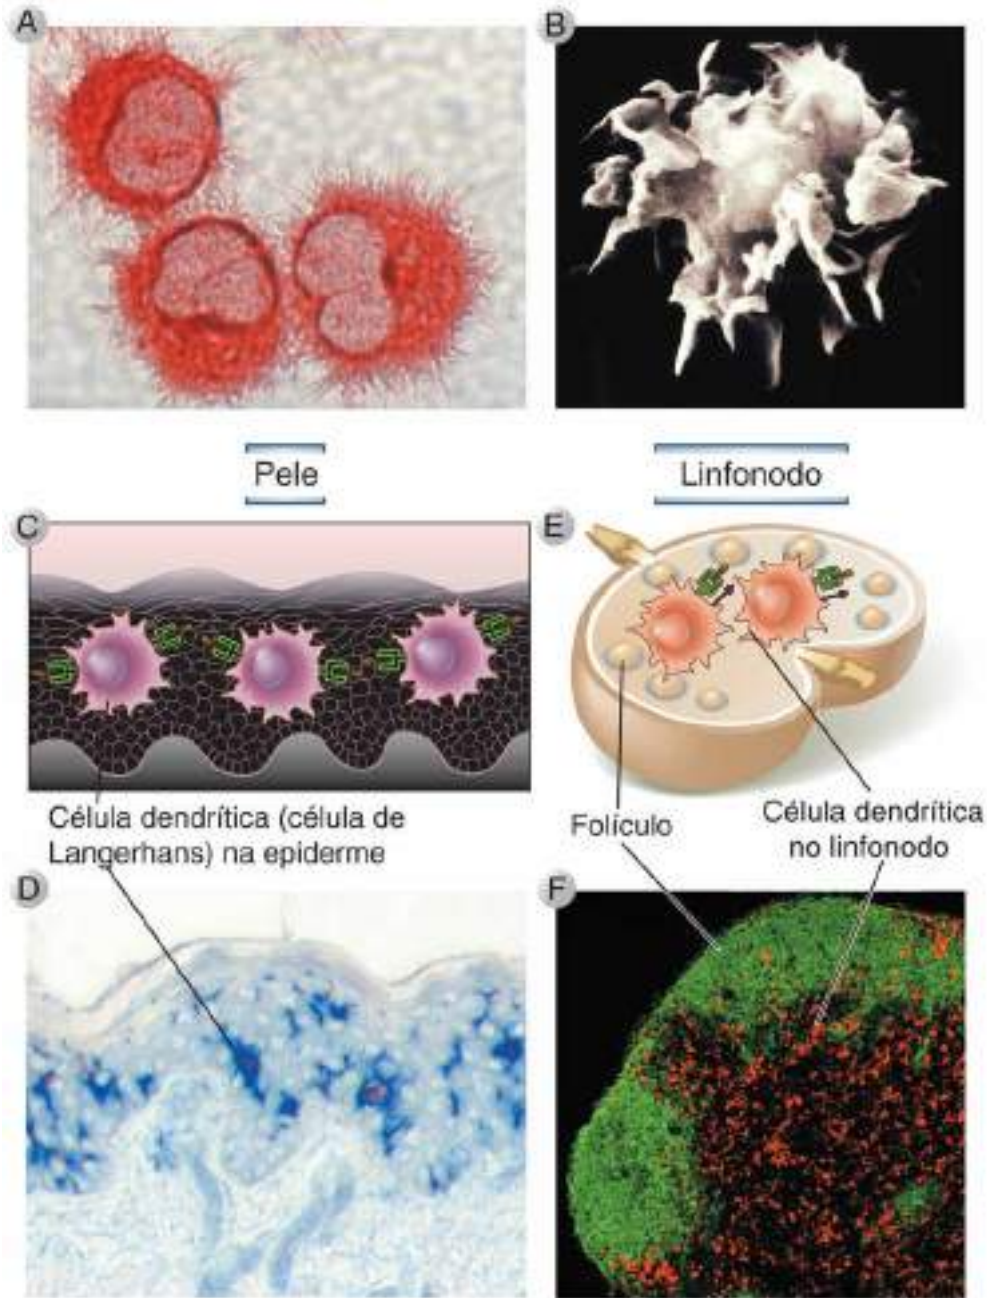 A
B
Pele
Linfonodo
C
E
Célula dendrítica (célula de
Langerhans) na epiderme
Folículo
Célula dendrítica
no linfonodo
D
F